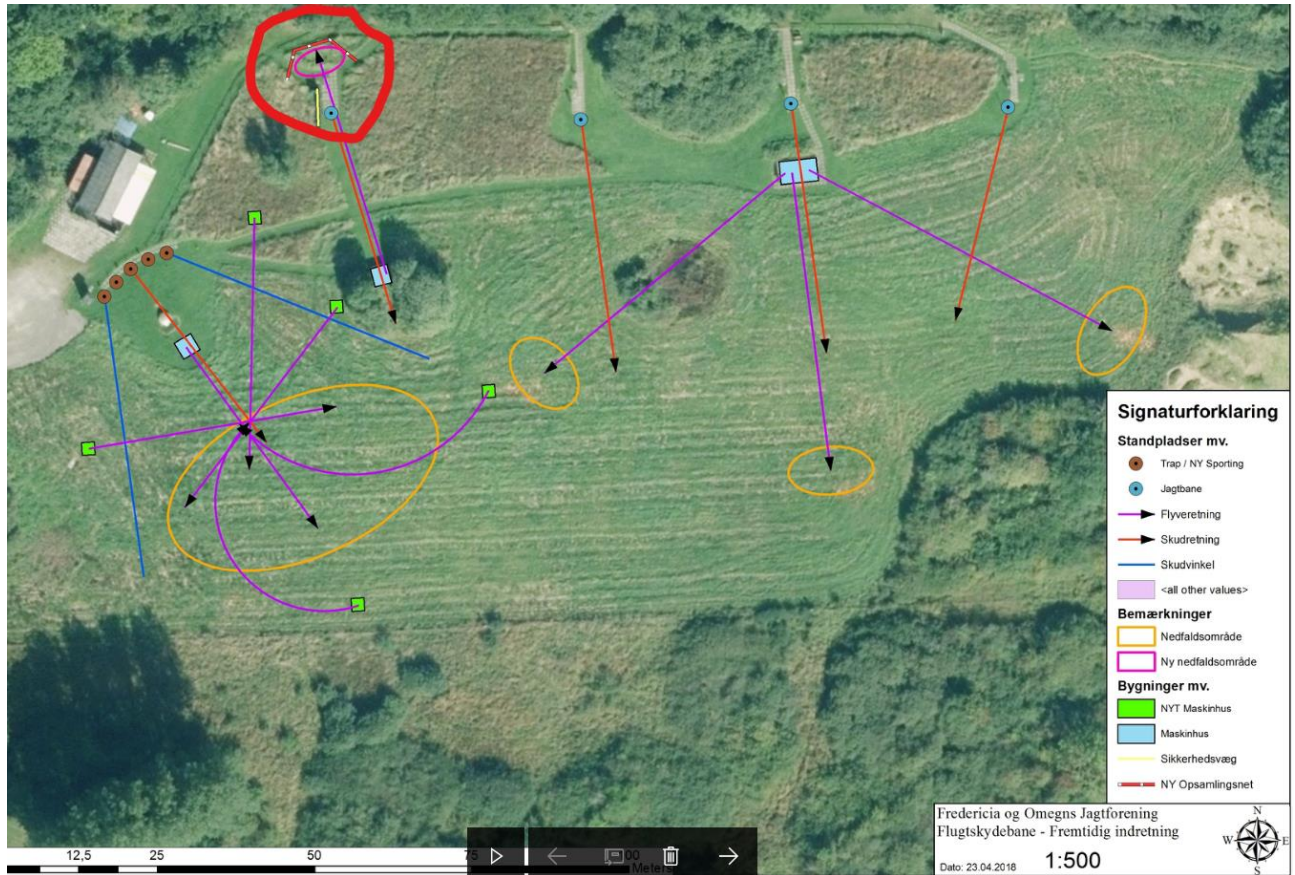 Signaturforklaring
Standpladser mv.
Trap / NY Sporting
Jagtbane
Flyveretning
Skudretning
Skudvinkel
<all other values>
Bemærkninger
Nedfaldsområde
Ny nedfaldsområde
Bygninger mv.
NYT Maskinhus
Maskinhus
Sikkerhedsvæg
NY Opsamlingsnet
Fredericia og Omegns Jagtforening
Flugtskydebane - Fremtidig indretning
Dato: 23.04.2018 1:500
N
W E
S
12,5 25 50 75
Meters